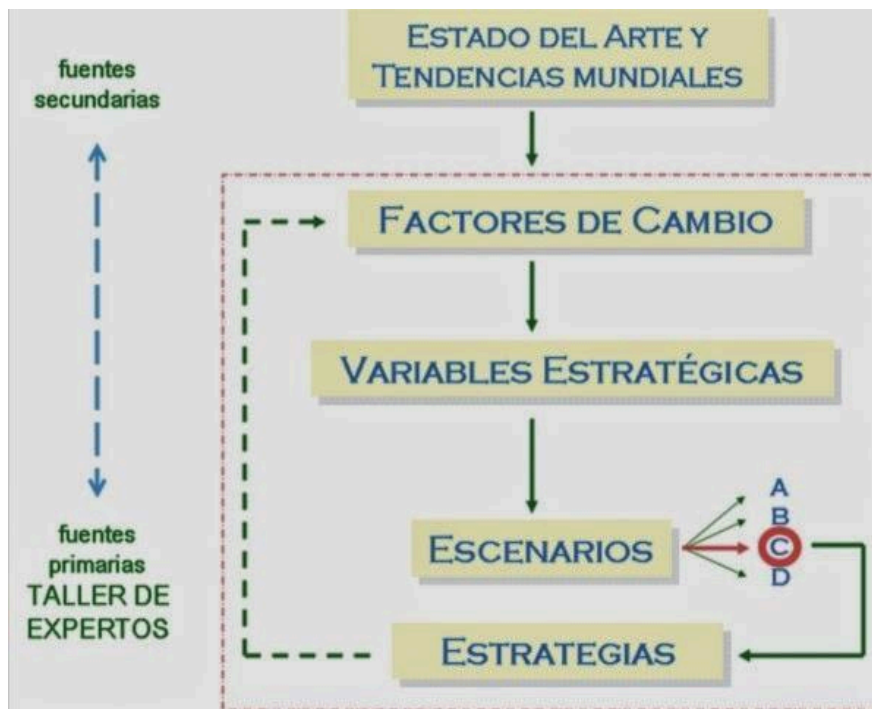 ESTADO DEL ARTE Y
TENDENCIAS MUNDIALES
fuentes
secundarias
FACTORES DE CAMBIO
VARIABLES ESTRATÉGICAS
ESCENARIOS
A
B
C
D
fuentes
primarias
TALLER DE
EXPERTOS
ESTRATEGIAS